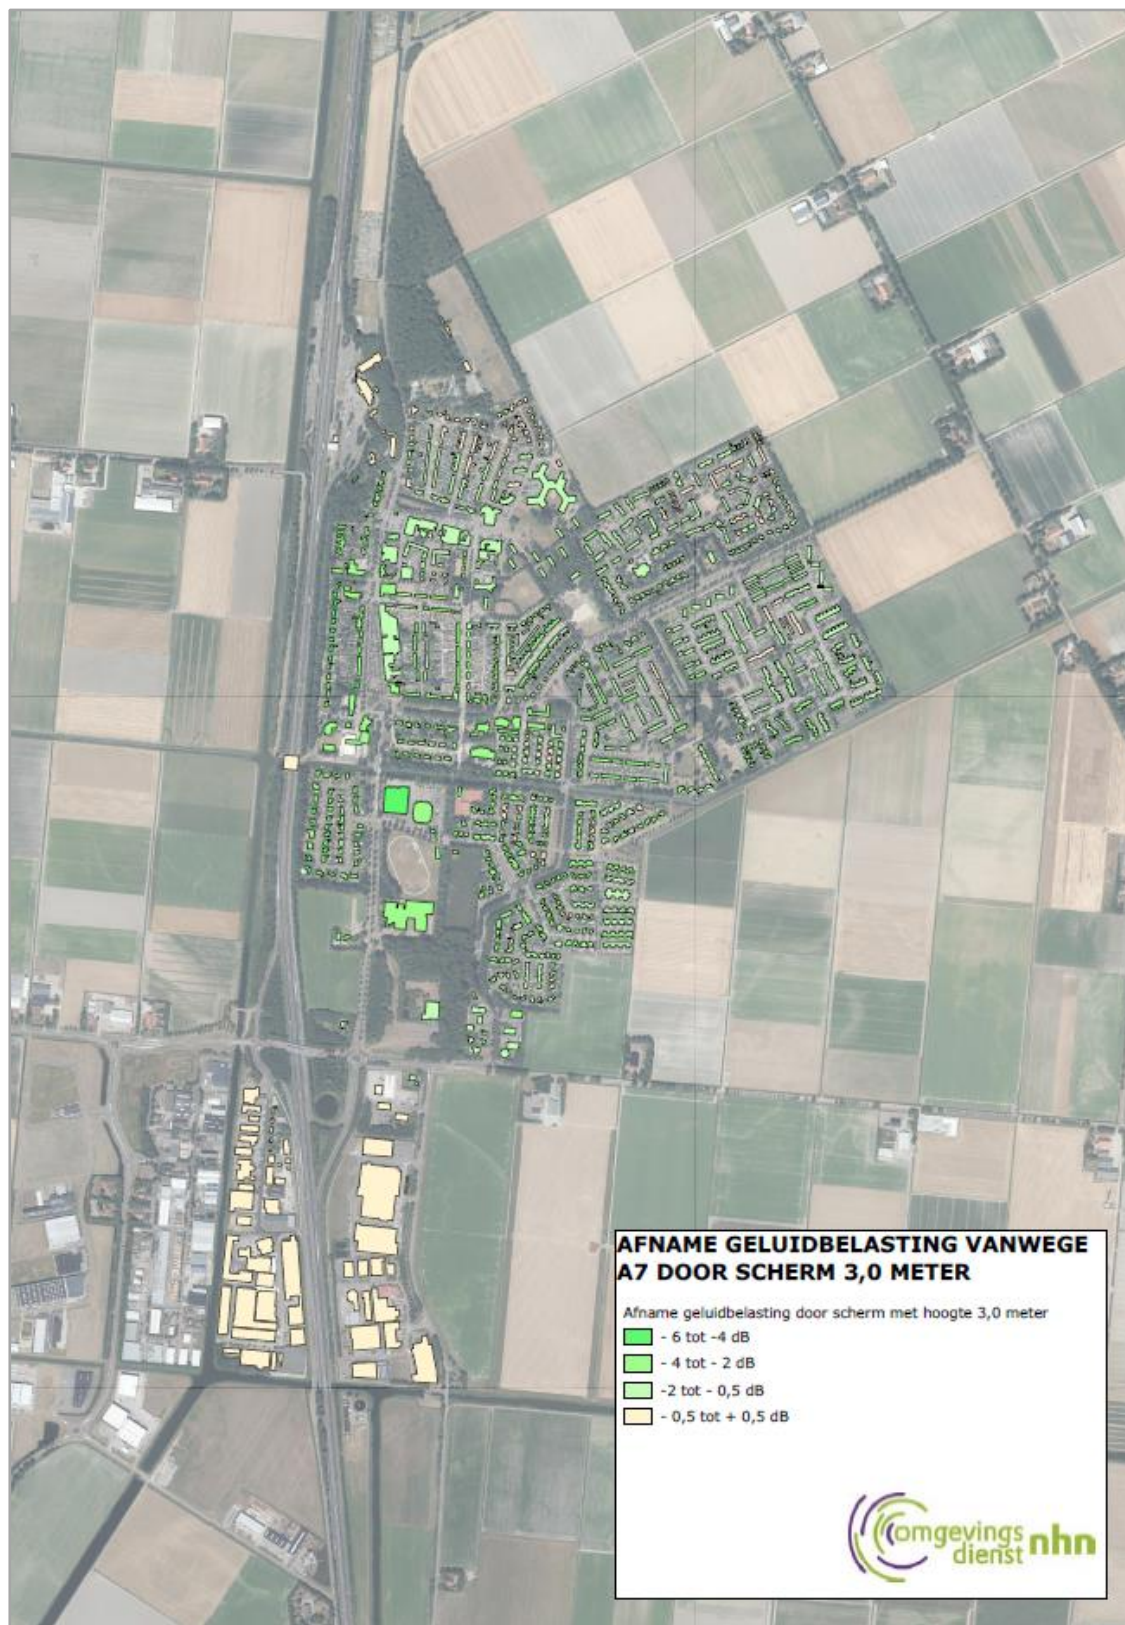 AFNAME GELUIDBELASTING VANWEGE
A7 DOOR SCHERM 3,0 METER
Afname geluidbelasting door scherm met hoogte 3,0 meter
- 6 tot -4 dB
- 4 tot - 2 dB
-2 tot - 0,5 dB
- 0,5 tot + 0,5 dB
omgevings
dienst nhn